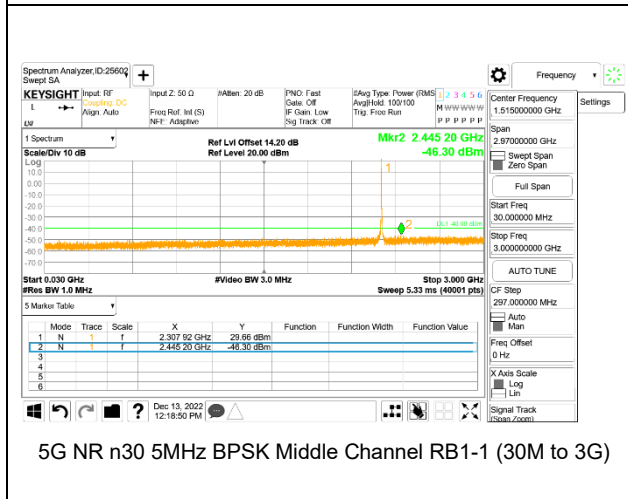 Spectrum Analyzer,ID:25602
Swept SA
+
Frequency
KEYSIGHT Input: RF Input Z: 50 Ω #Atten: 20 dB PNO: Fast #Avg Type: Power (RMS 1 2 3 4 5 6
L Coupling: DC Gate: Off Avg|Hold: 100/100 M W W W W W
Align: Auto Freq Ref: Int (S) IF Gain: Low Trig: Free Run
NFE: Adaptive Sig Track: Off P P P P P P
Center Frequency
1.515000000 GHz
Settings
1 Spectrum
Ref Lvl Offset 14.20 dB
Mkr2 2.445 20 GHz
Scale/Div 10 dB
Ref Level 20.00 dBm
-46.30 dBm
Log
10.0
0.00
-10.0
-20.0
-30.0
-40.0
-50.0
-60.0
-70.0
1
2
DL1 -40.00 dBm
Start 0.030 GHz #Video BW 3.0 MHz Stop 3.000 GHz
#Res BW 1.0 MHz Sweep 5.33 ms (40001 pts)
Span
2.97000000 GHz
Swept Span
Zero Span
Full Span
Start Freq
30.000000 MHz
Stop Freq
3.000000000 GHz
AUTO TUNE
CF Step
297.000000 MHz
Auto
Man
Freq Offset
0 Hz
X Axis Scale
Log
Lin
Signal Track
(Span Zoom)
5 Marker Table
Mode Trace Scale X Y Function Function Width Function Value
1 N 1 f 2.307 92 GHz 29.66 dBm
2 N 1 f 2.445 20 GHz -46.30 dBm
3
4
5
6
? Dec 13, 2022
12:18:50 PM
5G NR n30 5MHz BPSK Middle Channel RB1-1 (30M to 3G)